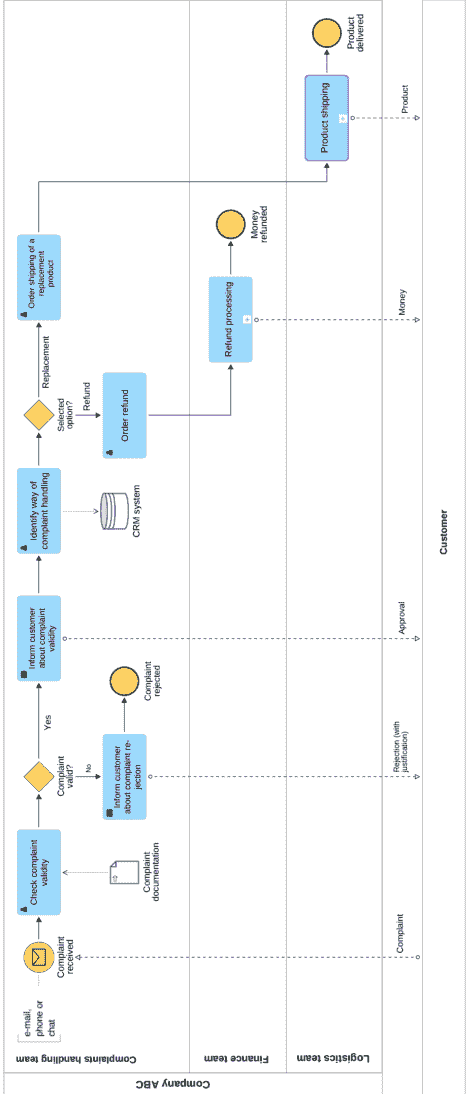 Company ABC
Complaints handling team
Finance team
Logistics team
e-mail,
phone or
chat
Complaint
received
Check complaint
validity
Complaint
documentation
Complaint
valid?
Yes
No
Inform customer
about complaint re-
jection
Complaint
rejected
Inform customer
about complaint
validity
Identify way of
complaint handling
CRM system
Selected
option?
Replacement
Refund
Order refund
Order shipping of a
replacement
product
Refund processing
Money
refunded
Product shipping
Product
delivered
Complaint
Rejection (with
justification)
Approval
Money
Product
Customer